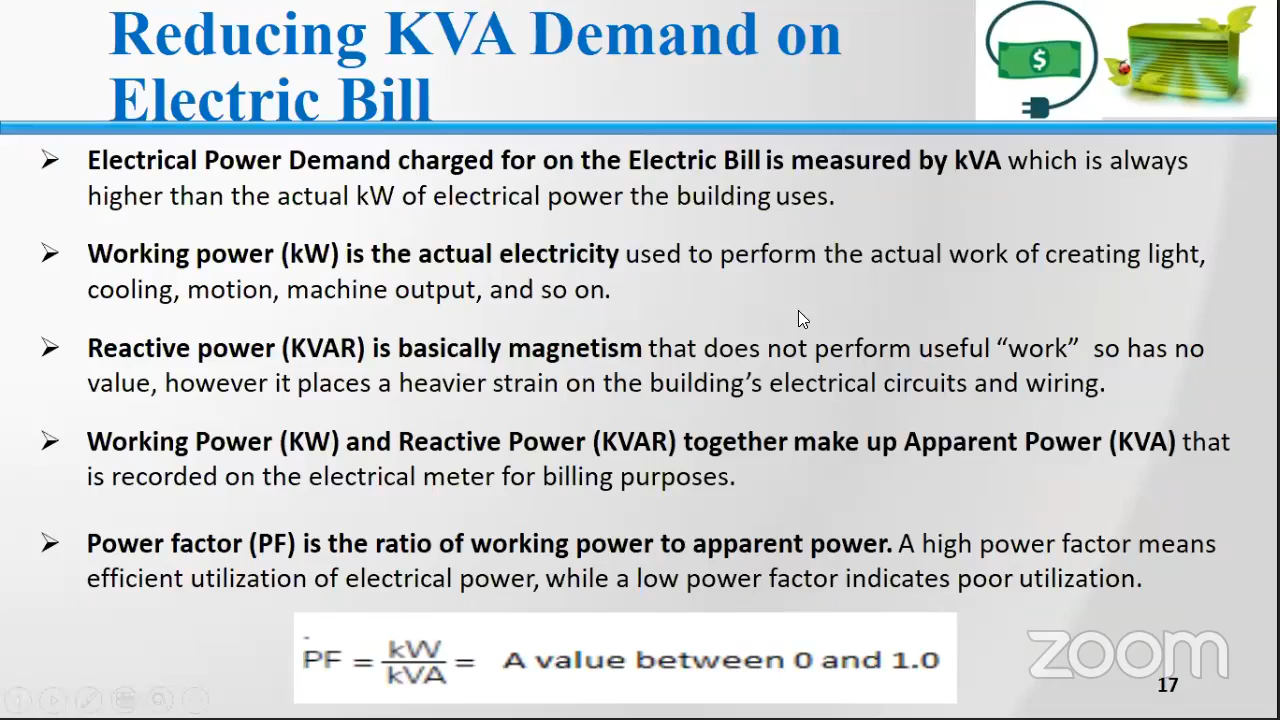 Reducing KVA Demand on
Electric Bill
$
➢ Electrical Power Demand charged for on the Electric Bill is measured by kVA which is always
higher than the actual kW of electrical power the building uses.
➢ Working power (kW) is the actual electricity used to perform the actual work of creating light,
cooling, motion, machine output, and so on.
➢ Reactive power (KVAR) is basically magnetism that does not perform useful “work” so has no
value, however it places a heavier strain on the building’s electrical circuits and wiring.
➢ Working Power (KW) and Reactive Power (KVAR) together make up Apparent Power (KVA) that
is recorded on the electrical meter for billing purposes.
➢ Power factor (PF) is the ratio of working power to apparent power. A high power factor means
efficient utilization of electrical power, while a low power factor indicates poor utilization.
PF = kW/kVA = A value between 0 and 1.0
zoom
17